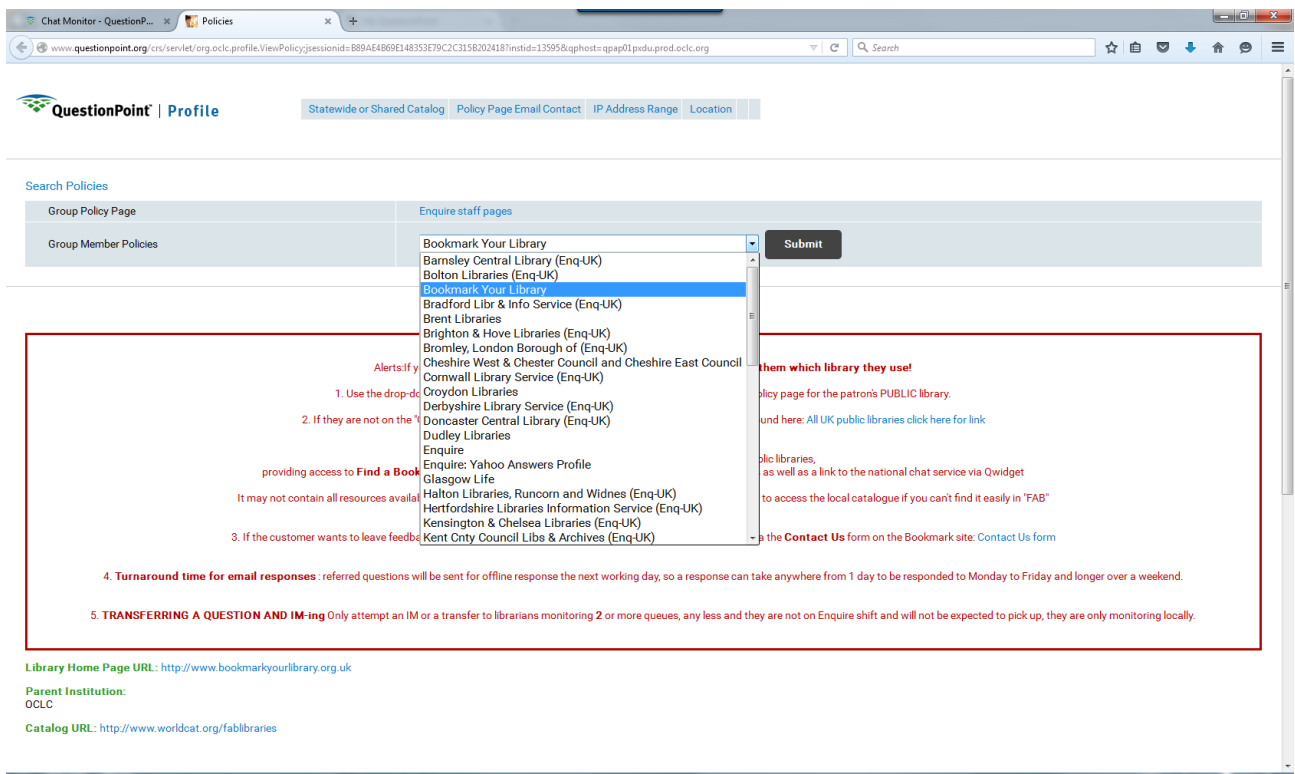 Chat Monitor - QuestionP... × Policies × +
www.questionpoint.org/crs/servlet/org.oclc.profile.ViewPolicy;jsessionid=B89AE4B69E148353E79C2C315B202418?instid=13595&qphost=qpap01pxdu.prod.oclc.org Search
QuestionPoint | Profile Statewide or Shared Catalog Policy Page Email Contact IP Address Range Location
Search Policies
Group Policy Page Enquire staff pages
Group Member Policies Bookmark Your Library Submit
Barnsley Central Library (Enq-UK)
Bolton Libraries (Enq-UK)
Bookmark Your Library
Bradford Libr & Info Service (Enq-UK)
Brent Libraries
Brighton & Hove Libraries (Enq-UK)
Bromley, London Borough of (Enq-UK)
Cheshire West & Chester Council and Cheshire East Council
Cornwall Library Service (Enq-UK)
Croydon Libraries
Derbyshire Library Service (Enq-UK)
Doncaster Central Library (Enq-UK)
Dudley Libraries
Enquire
Enquire: Yahoo Answers Profile
Glasgow Life
Halton Libraries, Runcorn and Widnes (Enq-UK)
Hertfordshire Libraries Information Service (Enq-UK)
Kensington & Chelsea Libraries (Enq-UK)
Kent Cnty Council Libs & Archives (Enq-UK)
Alerts:If them which library they use!
1. Use the page for the patron's PUBLIC library.
2. If they are not on the here: All UK public libraries click here for link
libraries,
providing access to Find a Book as well as a link to the national chat service via Qwidget
It may not contain all resources to access the local catalogue if you can't find it easily in "FAB"
3. If the customer wants to leave the Contact Us form on the Bookmark site: Contact Us form
4. Turnaround time for email responses : referred questions will be sent for offline response the next working day, so a response can take anywhere from 1 day to be responded to Monday to Friday and longer over a weekend.
5. TRANSFERRING A QUESTION AND IM-ing Only attempt an IM or a transfer to librarians monitoring 2 or more queues, any less and they are not on Enquire shift and will not be expected to pick up, they are only monitoring locally.
Library Home Page URL: http://www.bookmarkyourlibrary.org.uk
Parent Institution:
OCLC
Catalog URL: http://www.worldcat.org/fablibraries